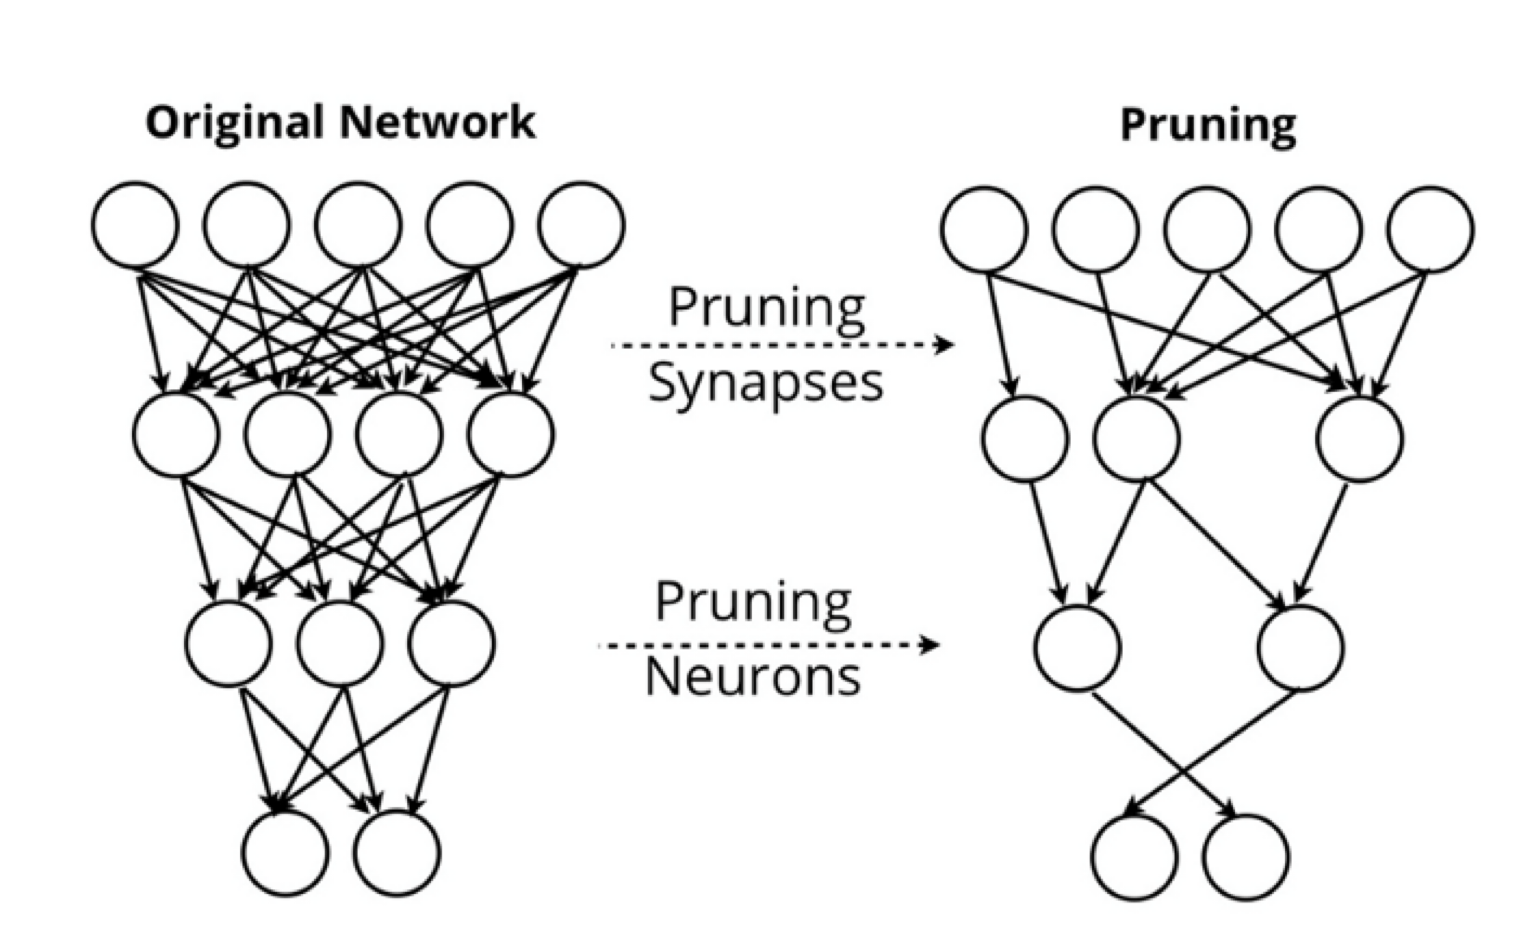 Original Network
Pruning
Pruning
Synapses
Pruning
Neurons